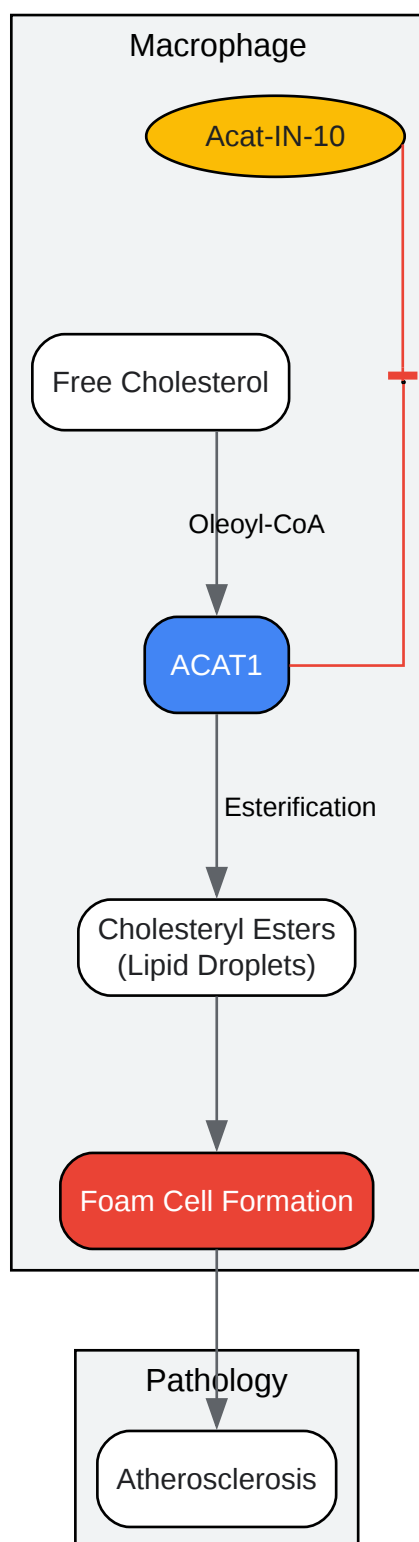 Macrophage
Acat-IN-10
Free Cholesterol
Oleoyl-CoA
ACAT1
Esterification
Cholesteryl Esters
(Lipid Droplets)
Foam Cell Formation
Pathology
Atherosclerosis